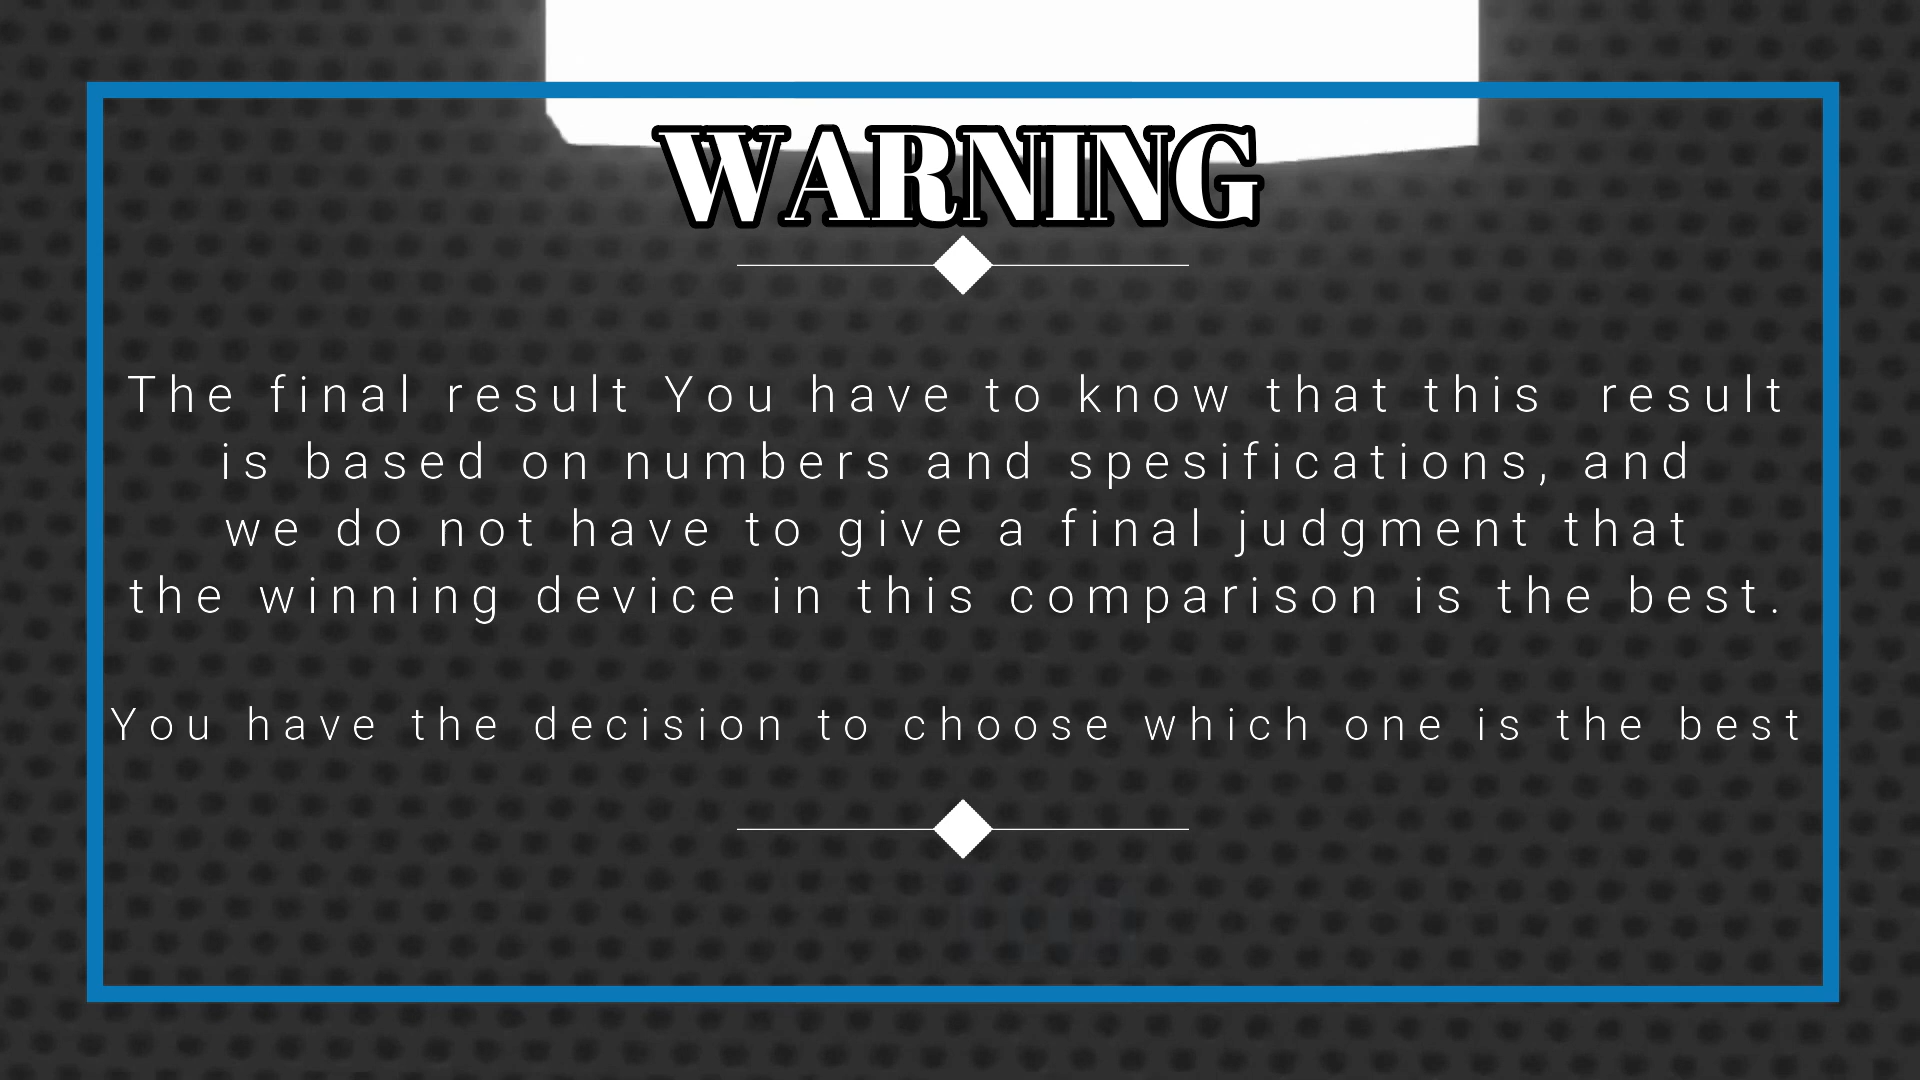 WARNING
The final result You have to know that this result
is based on numbers and spesifications, and
we do not have to give a final judgment that
the winning device in this comparison is the best.
You have the decision to choose which one is the best